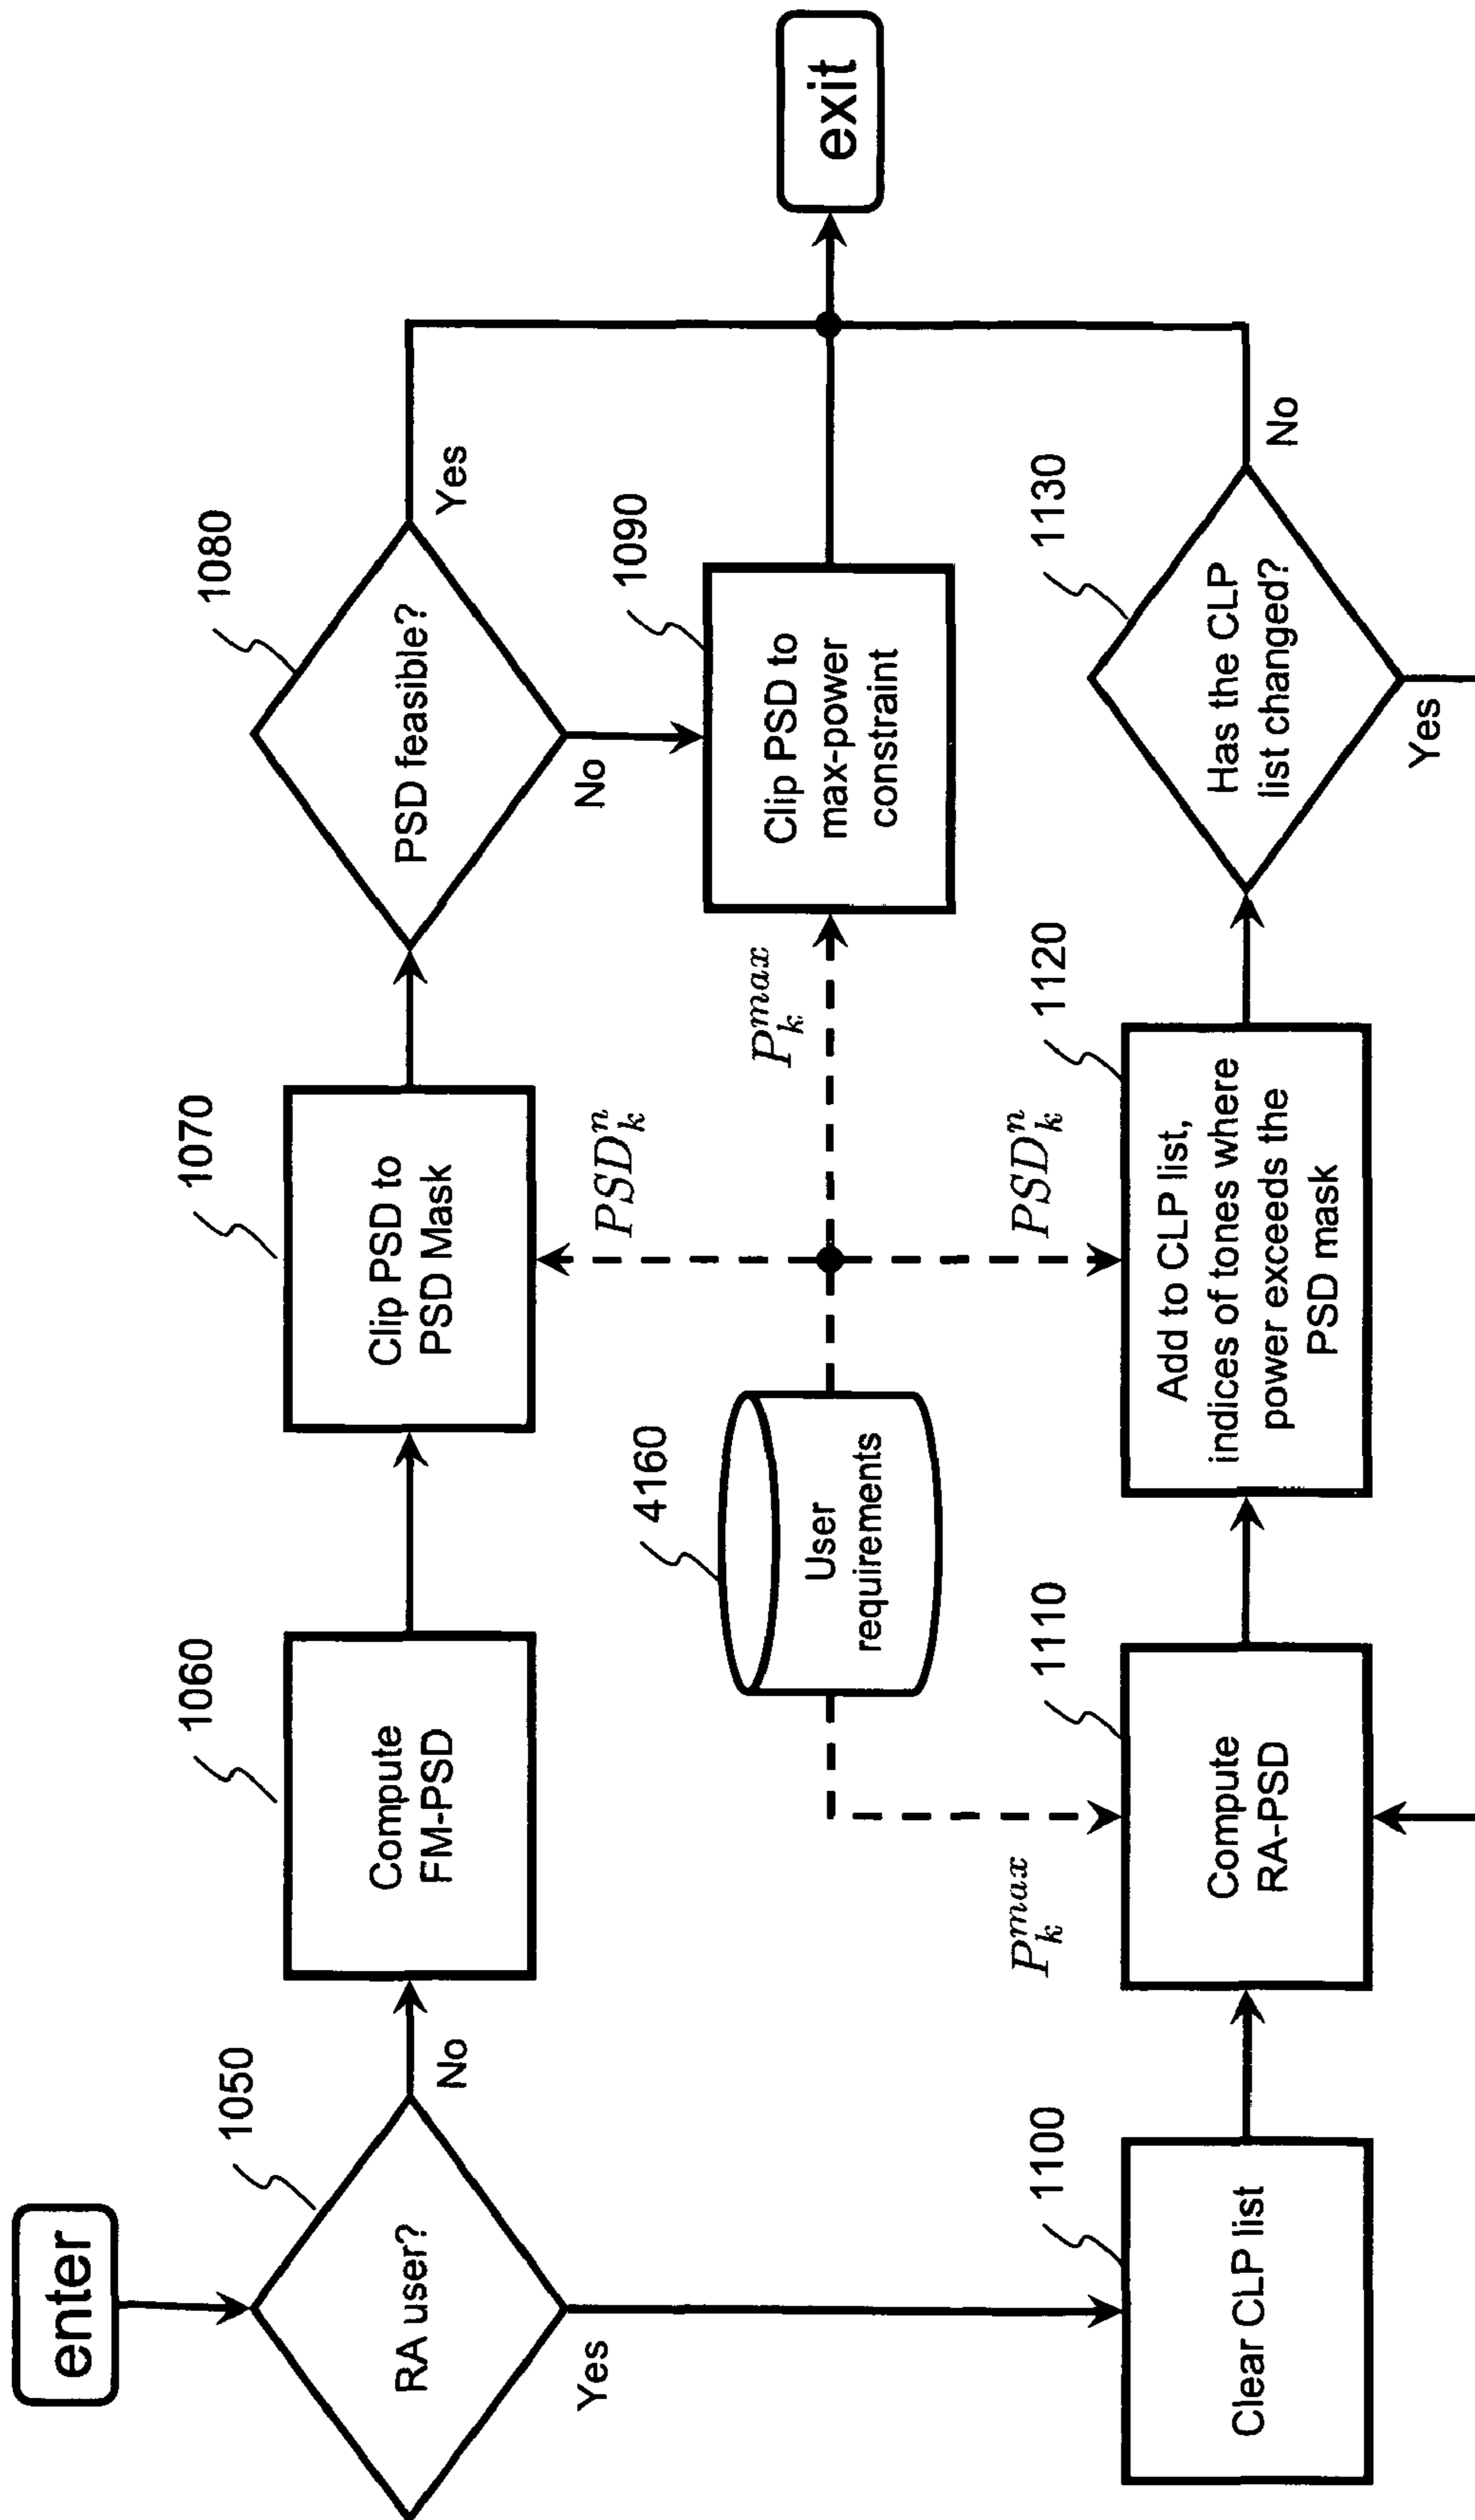 enter
1050
RA user?
No
Yes
1060
Compute
FM-PSD
1070
Clip PSD to
PSD Mask
1080
PSD feasible?
Yes
No
1090
Clip PSD to
max-power
constraint
exit
4160
User
requirements
PSD_k^n
P_k^{max}
PSD_k^n
P_k^{max}
1100
Clear CLP list
1110
Compute
RA-PSD
1120
Add to CLP list,
indices of tones where
power exceeds the
PSD mask
1130
Has the CLP
list changed?
No
Yes